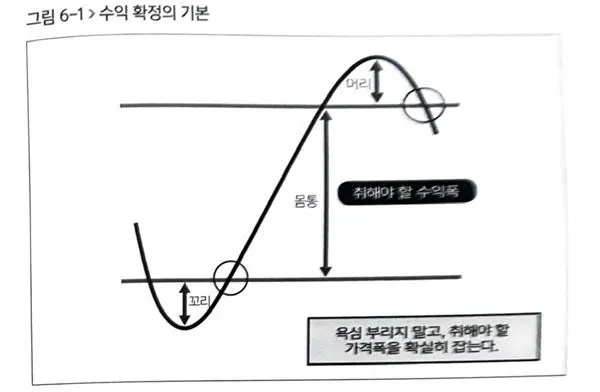 그림 6-1 > 수익 확정의 기본
머리
취해야 할 수익폭
몸통
꼬리
욕심 부리지 말고, 취해야 할
가격폭을 확실히 잡는다.